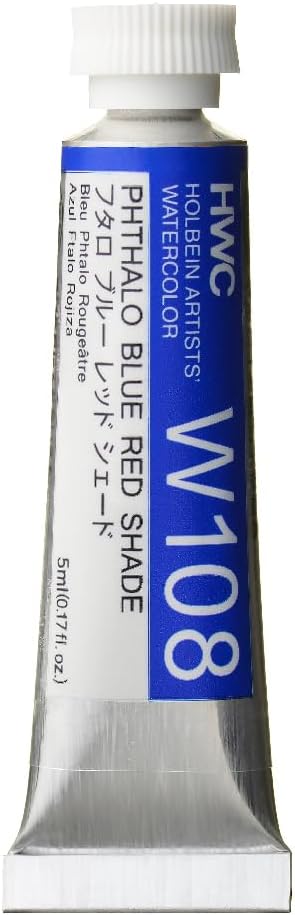 HWC
HOLBEIN ARTISTS'
WATERCOLOR
W108
PHTHALO BLUE RED SHADE
フタロ ブルー レッド シェード
Bleu Phtalo Rougeâtre
Azul Ftalo Rojiza
5ml(0.17fl. oz.)